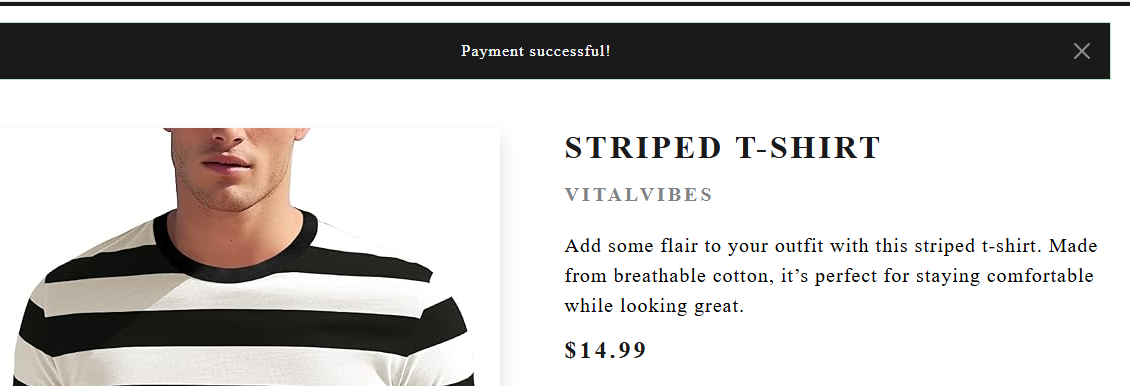 Payment successful!
STRIPED T-SHIRT
VITALVIBES
Add some flair to your outfit with this striped t-shirt. Made
from breathable cotton, it’s perfect for staying comfortable
while looking great.
$14.99